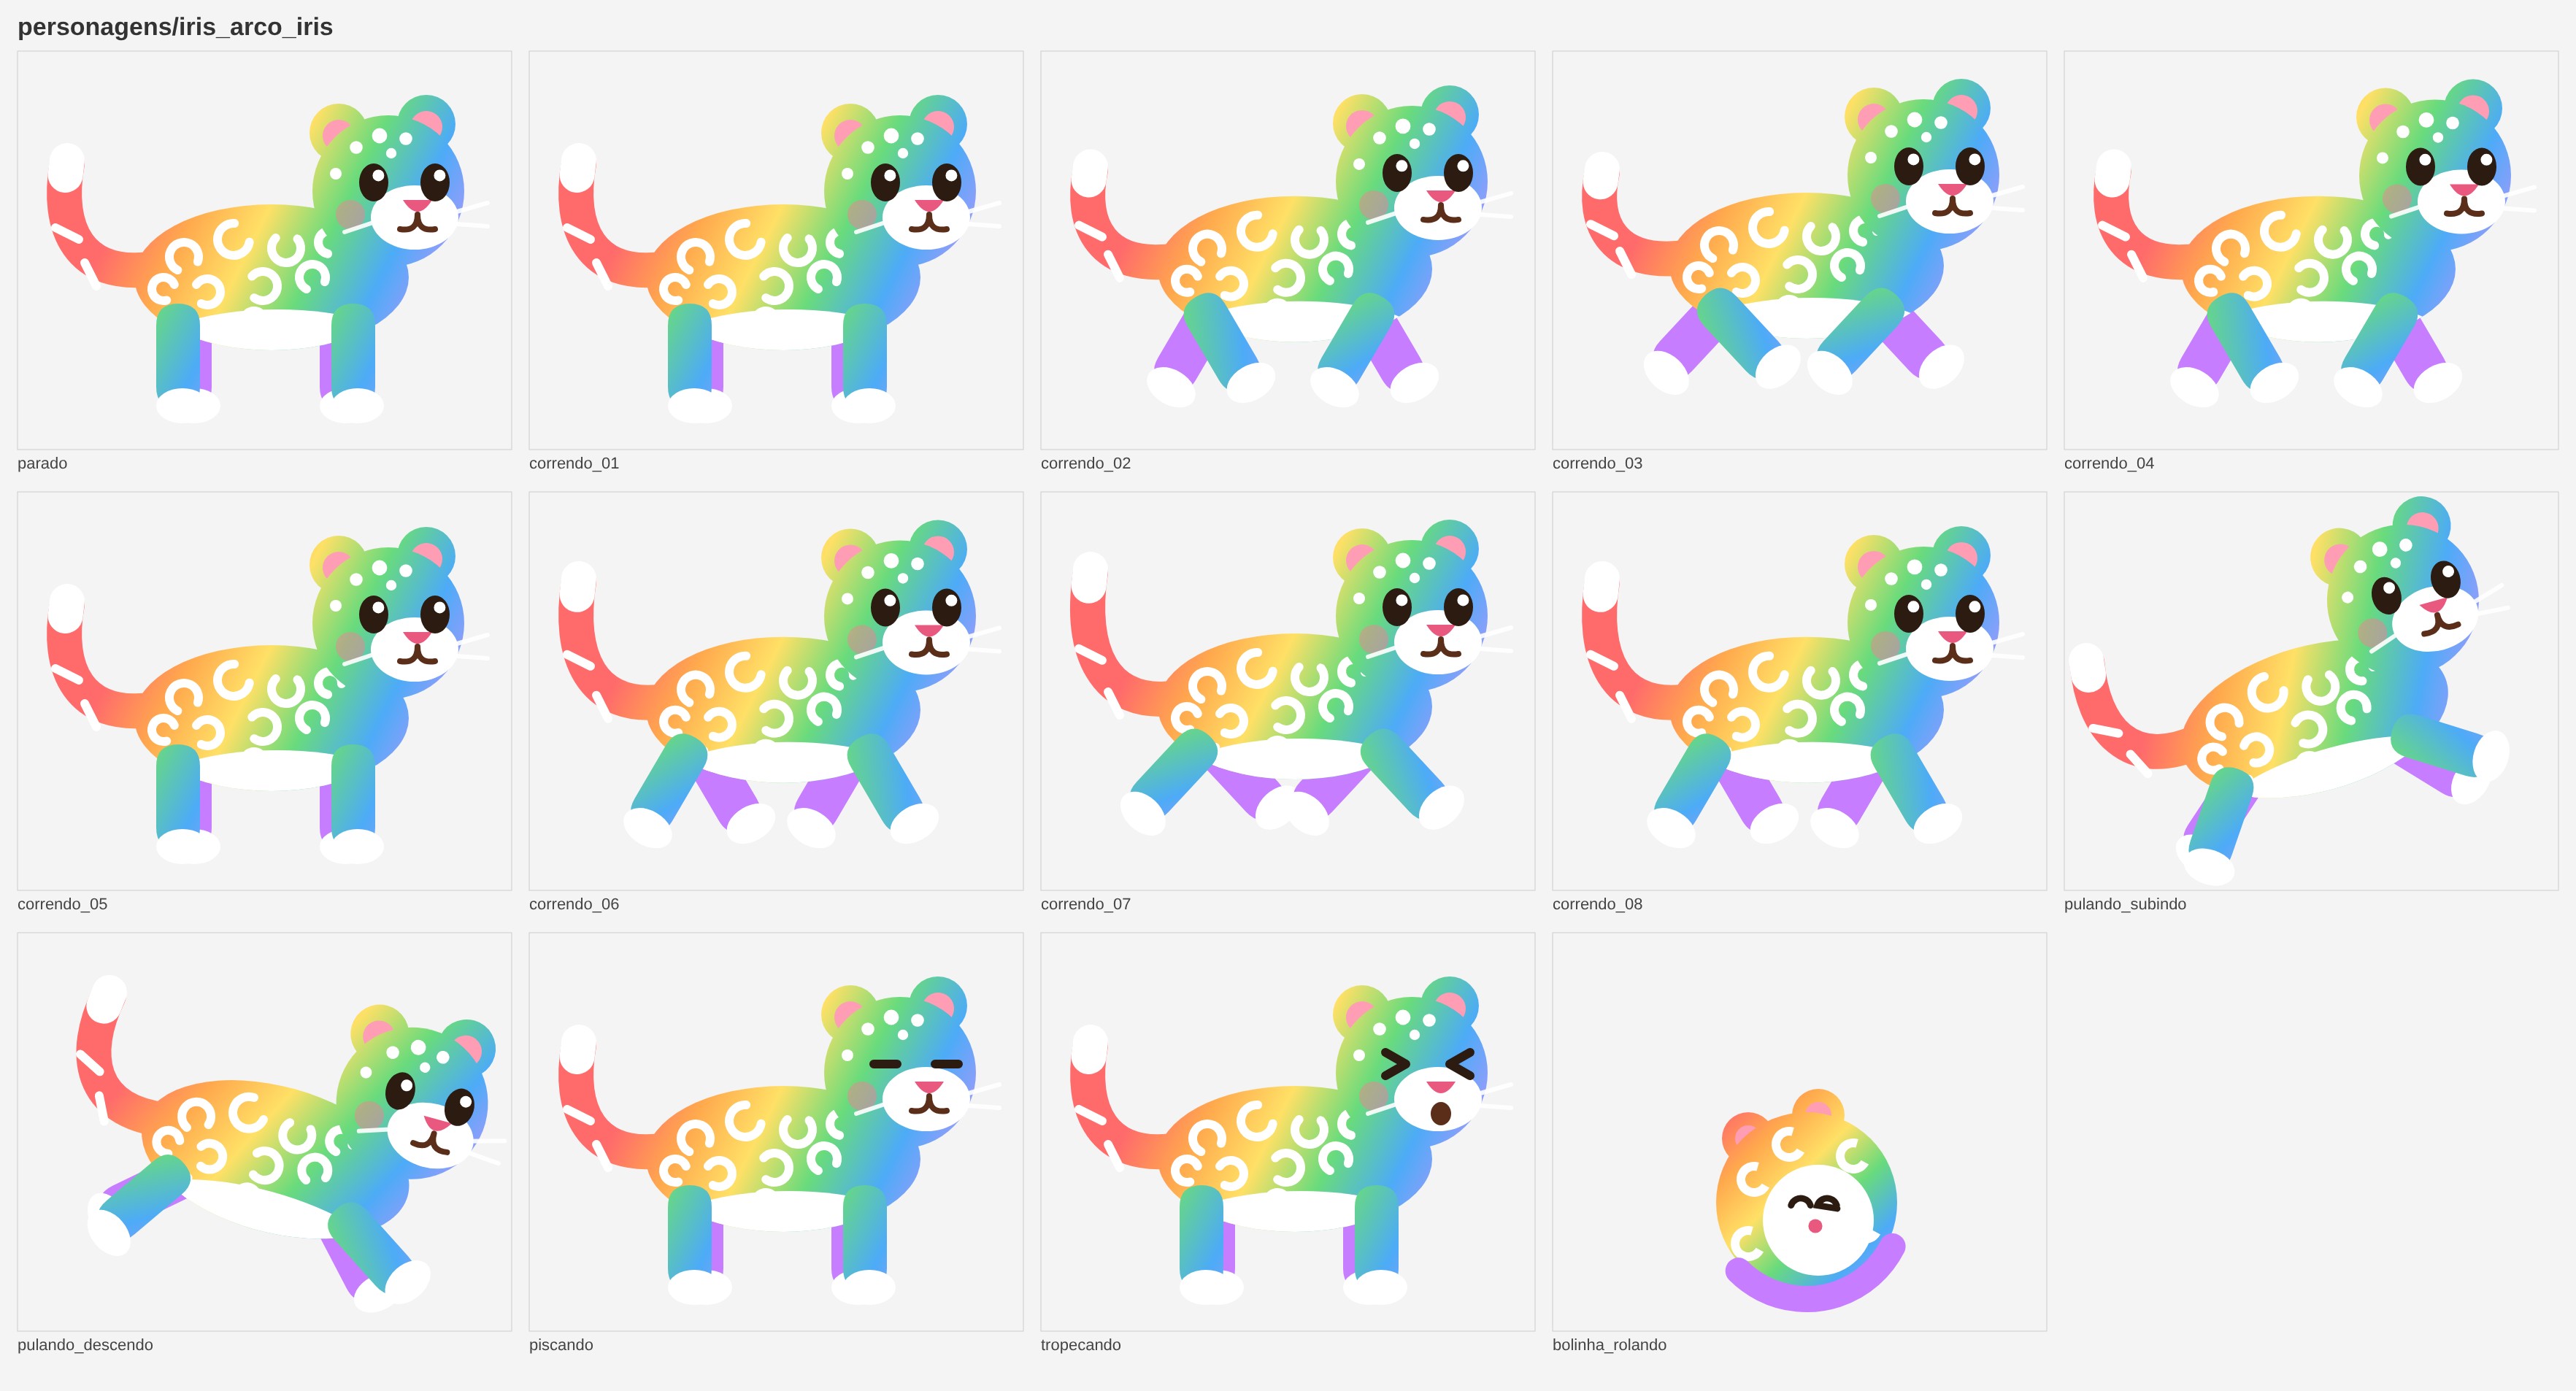 personagens/iris_arco_iris
parado
correndo_01
correndo_02
correndo_03
correndo_04
correndo_05
correndo_06
correndo_07
correndo_08
pulando_subindo
pulando_descendo
piscando
tropecando
bolinha_rolando